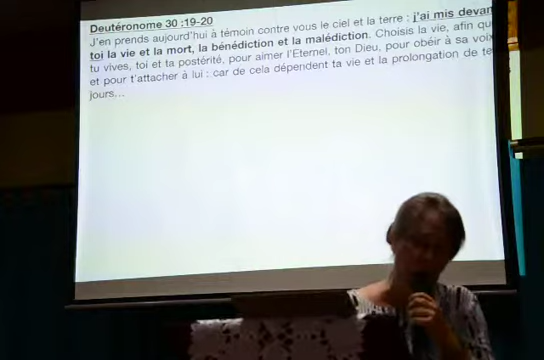 Deutéronome 30 :19-20
J'en prends aujourd'hui à témoin contre vous le ciel et la terre : j'ai mis devan
toi la vie et la mort, la bénédiction et la malédiction. Choisis la vie, afin qu
tu vives, toi et ta postérité, pour aimer l'Eternel, ton Dieu, pour obéir à sa voi
et pour t'attacher à lui : car de cela dépendent ta vie et la prolongation de te
jours...